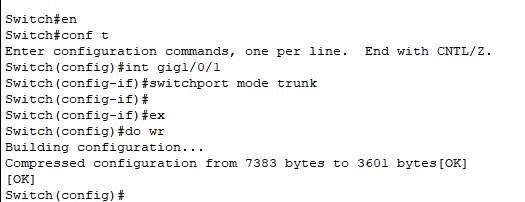 Switch#en
Switch#conf t
Enter configuration commands, one per line.  End with CNTL/Z.
Switch(config)#int gig1/0/1
Switch(config-if)#switchport mode trunk
Switch(config-if)#
Switch(config-if)#ex
Switch(config)#do wr
Building configuration...
Compressed configuration from 7383 bytes to 3601 bytes[OK]
[OK]
Switch(config)#